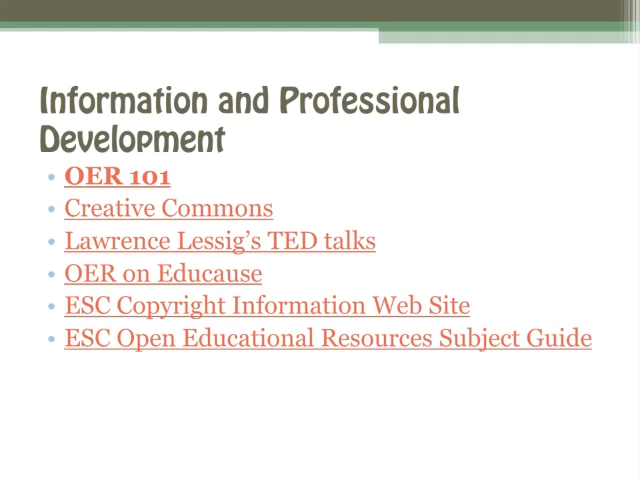 Information and Professional
Development
• OER 101
• Creative Commons
• Lawrence Lessig’s TED talks
• OER on Educause
• ESC Copyright Information Web Site
• ESC Open Educational Resources Subject Guide